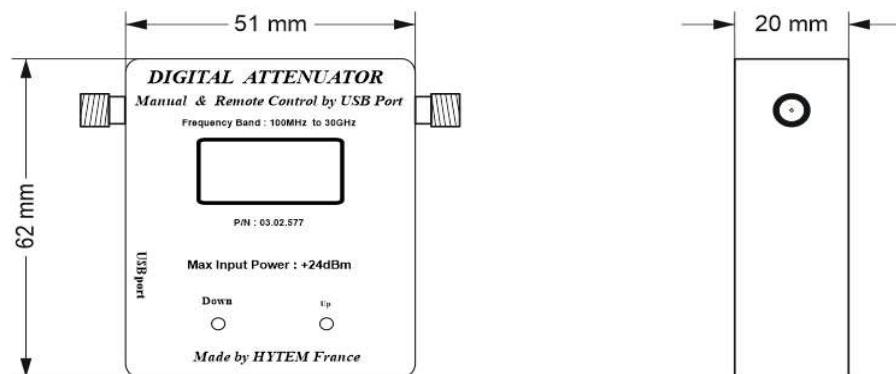 51 mm
20 mm
DIGITAL ATTENUATOR
Manual & Remote Control by USB Port
Frequency Band : 100MHz to 30GHz
62 mm
P/N : 03.02.577
USB port
Max Input Power : +24dBm
Down Up
Made by HYTEM France